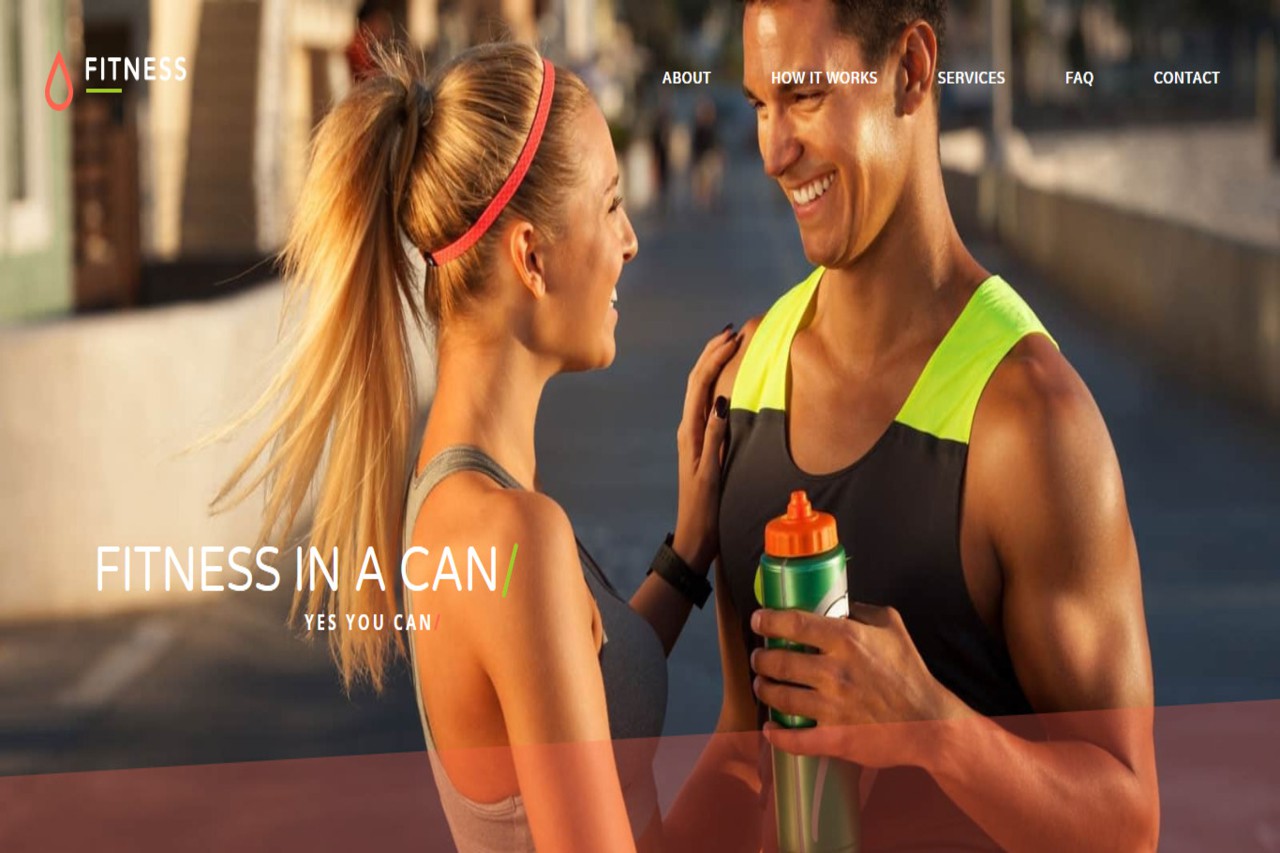 FITNESS
ABOUT
HOW IT WORKS
SERVICES
FAQ
CONTACT
FITNESS IN A CAN/
YES YOU CAN/